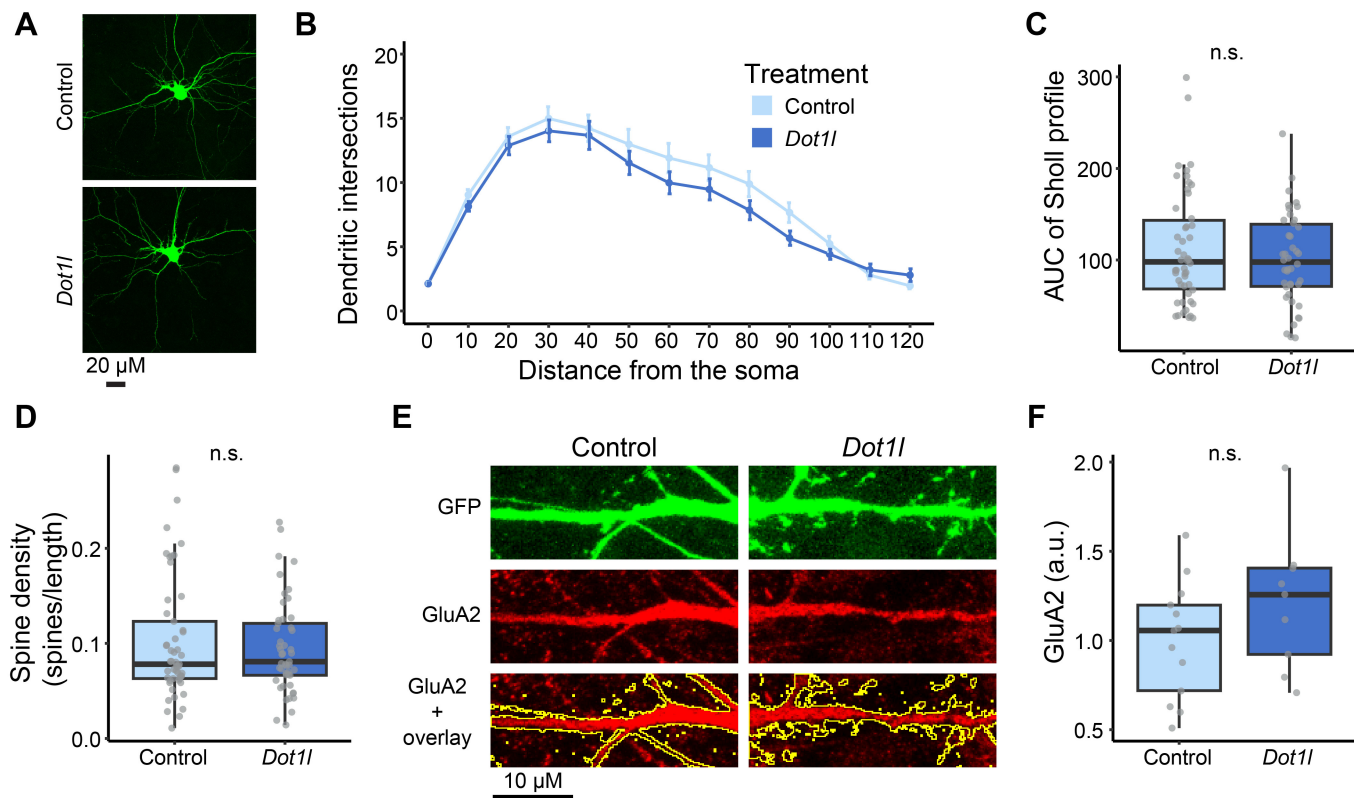 A
Control
Dot1l
20 µM
B
20
15
10
5
0
Dendritic intersections
Treatment
Control
Dot1l
0 10 20 30 40 50 60 70 80 90 100 110 120
Distance from the soma
C
n.s.
300
200
100
AUC of Sholl profile
Control Dot1l
D
n.s.
0.2
0.1
0.0
Spine density
(spines/length)
Control Dot1l
E
Control Dot1l
GFP
GluA2
GluA2
+
overlay
10 µM
F
n.s.
2.0
1.5
1.0
0.5
GluA2 (a.u.)
Control Dot1l